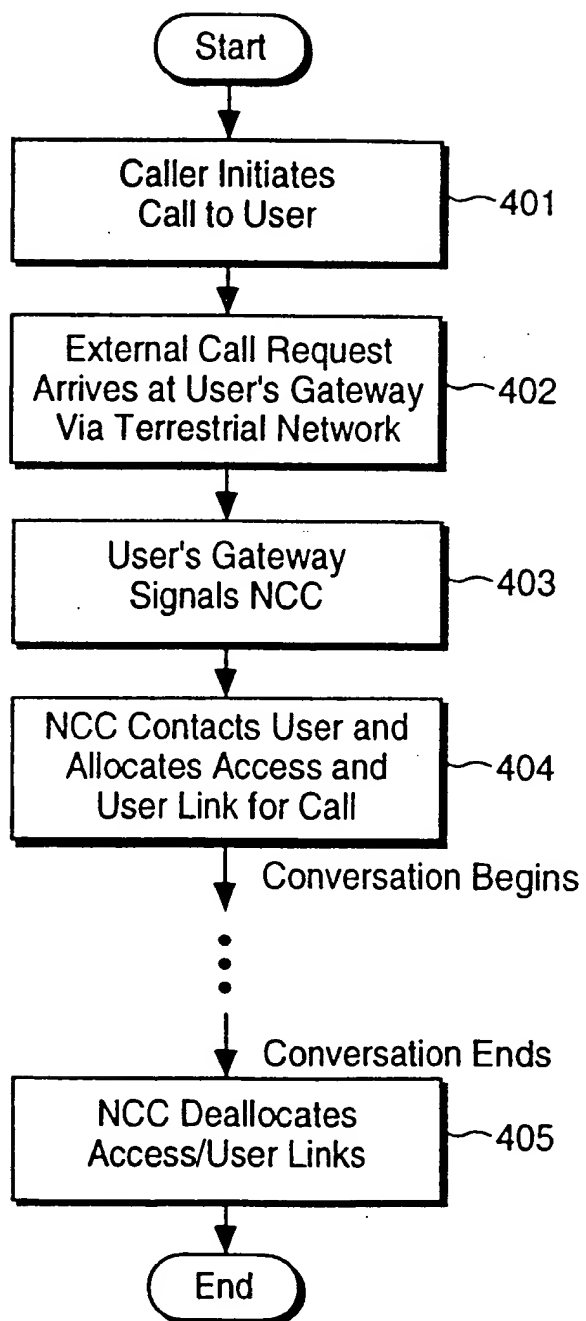 Start
Caller Initiates
Call to User
401
External Call Request
Arrives at User's Gateway
Via Terrestrial Network
402
User's Gateway
Signals NCC
403
NCC Contacts User and
Allocates Access and
User Link for Call
404
Conversation Begins
Conversation Ends
NCC Deallocates
Access/User Links
405
End